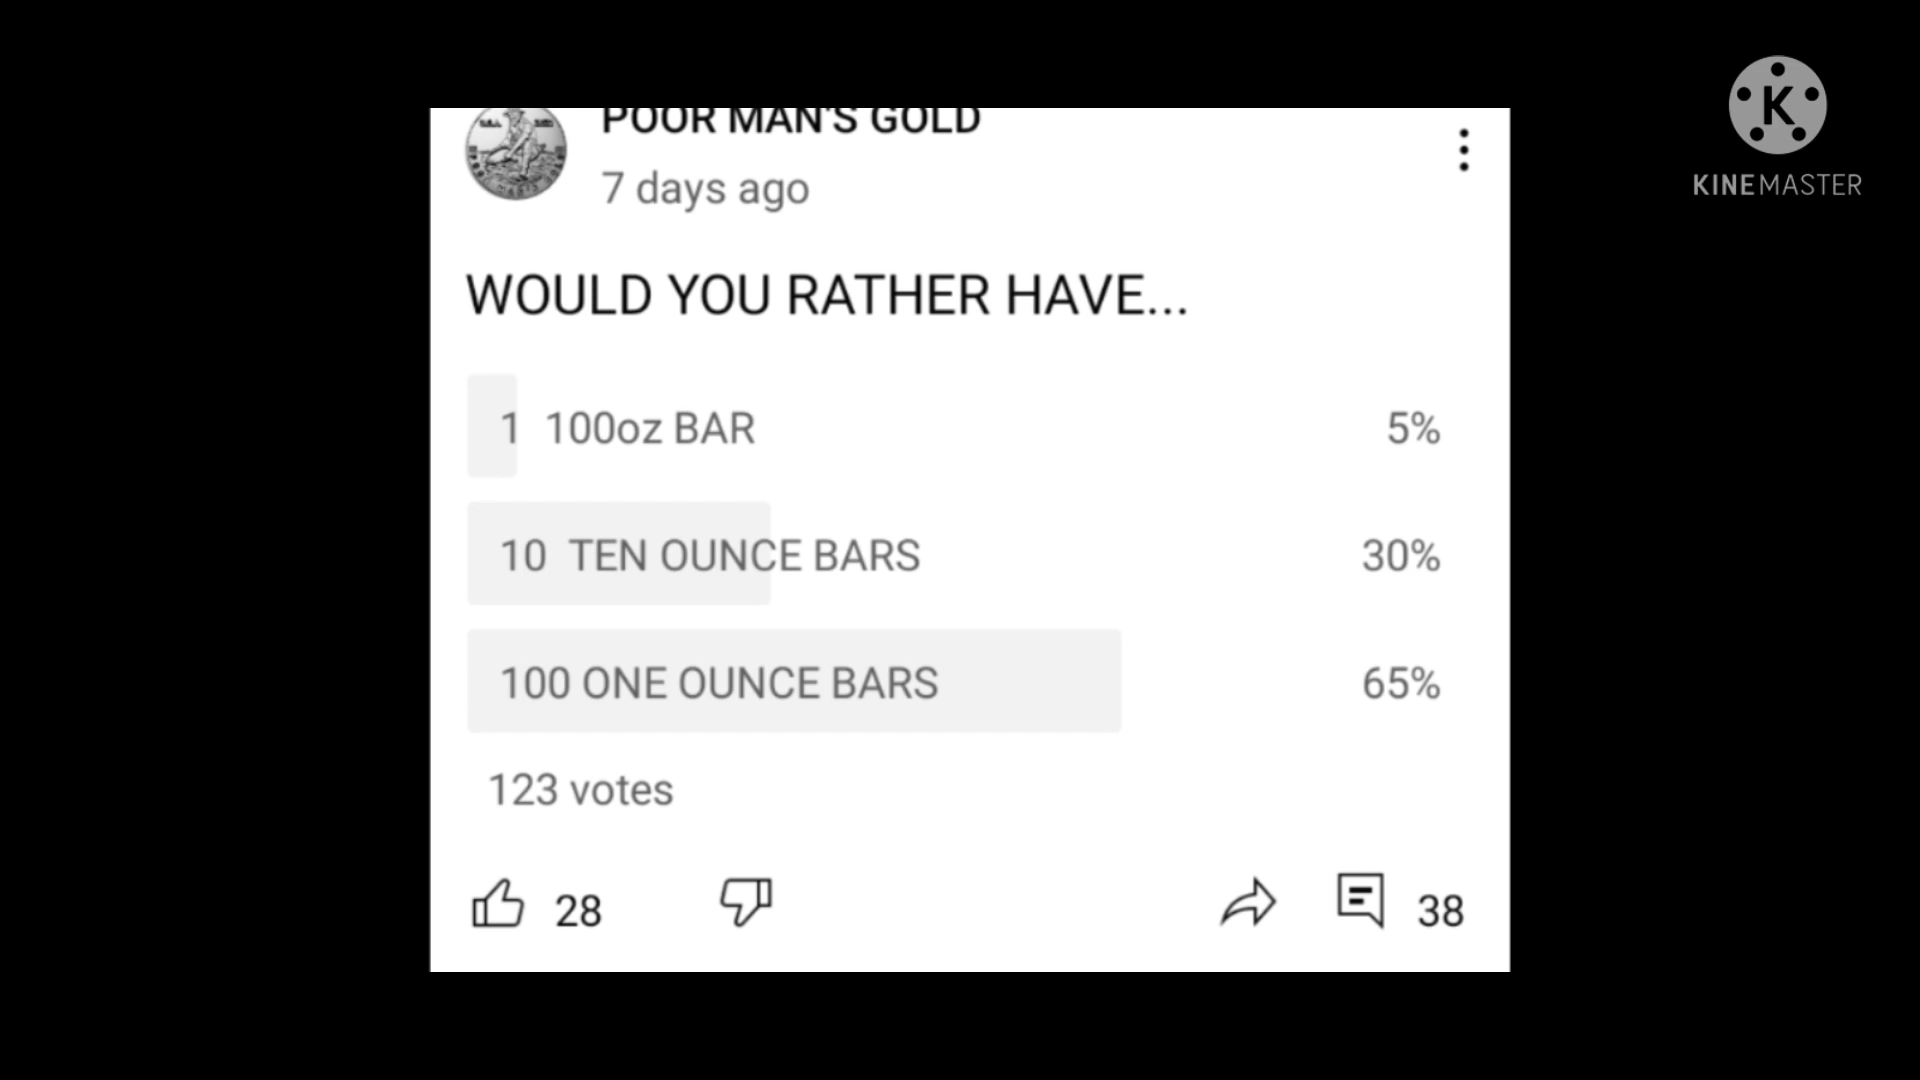 POOR MAN'S GOLD
7 days ago
K
KINEMASTER
WOULD YOU RATHER HAVE...
1 100oz BAR 5%
10 TEN OUNCE BARS 30%
100 ONE OUNCE BARS 65%
123 votes
28 38